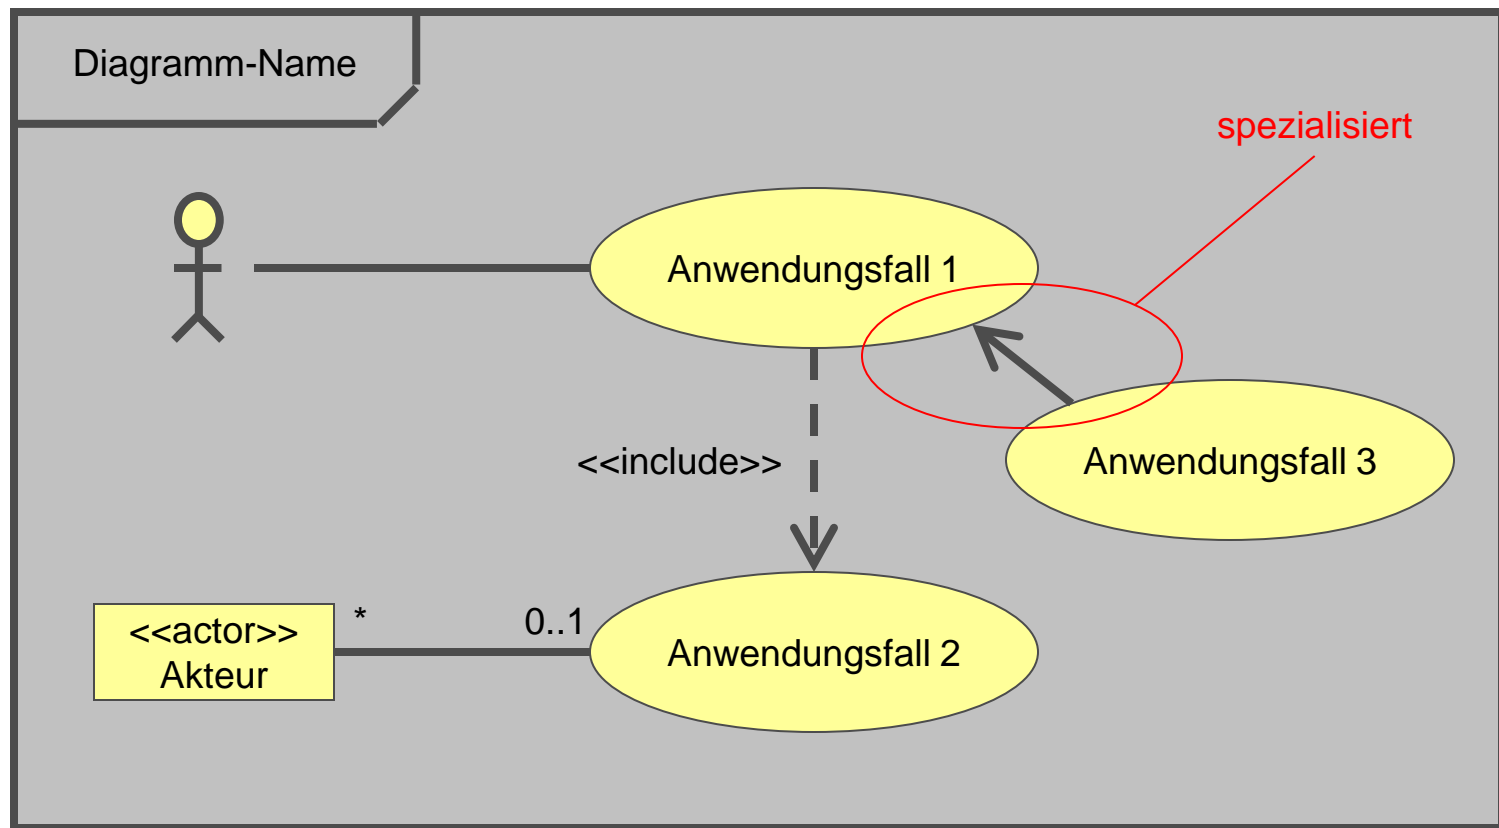 Diagramm-Name
spezialisiert
Anwendungsfall 1
<<include>>
Anwendungsfall 3
* 0..1
<<actor>>
Akteur
Anwendungsfall 2